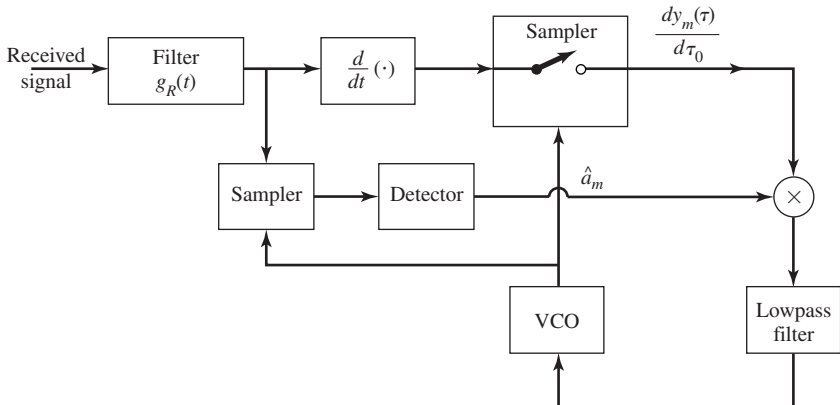 Received
signal
Filter
g_R(t)
d
dt
(·)
Sampler
dy_m(τ)
dτ_0
Sampler
Detector
â_m
×
VCO
Lowpass
filter